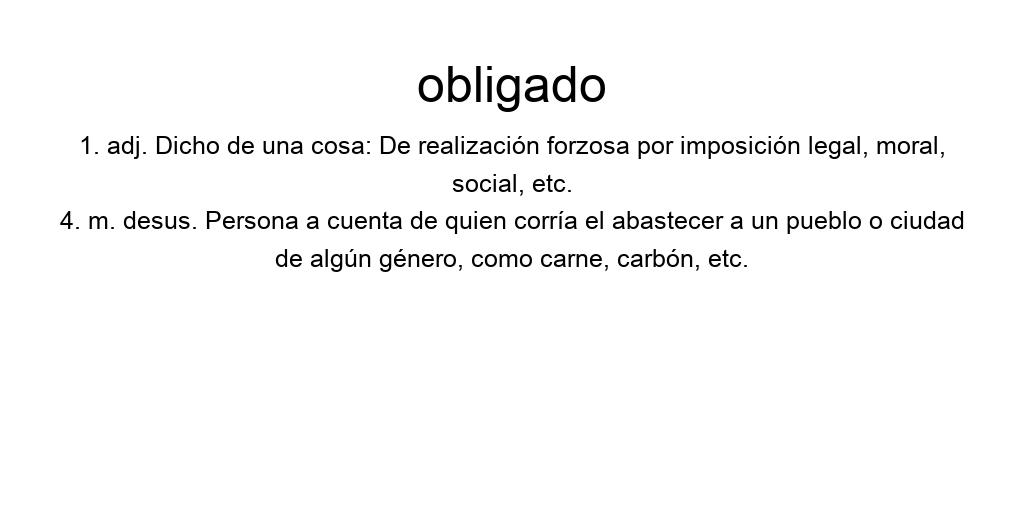 obligado
1. adj. Dicho de una cosa: De realización forzosa por imposición legal, moral,
social, etc.
4. m. desus. Persona a cuenta de quien corría el abastecer a un pueblo o ciudad
de algún género, como carne, carbón, etc.